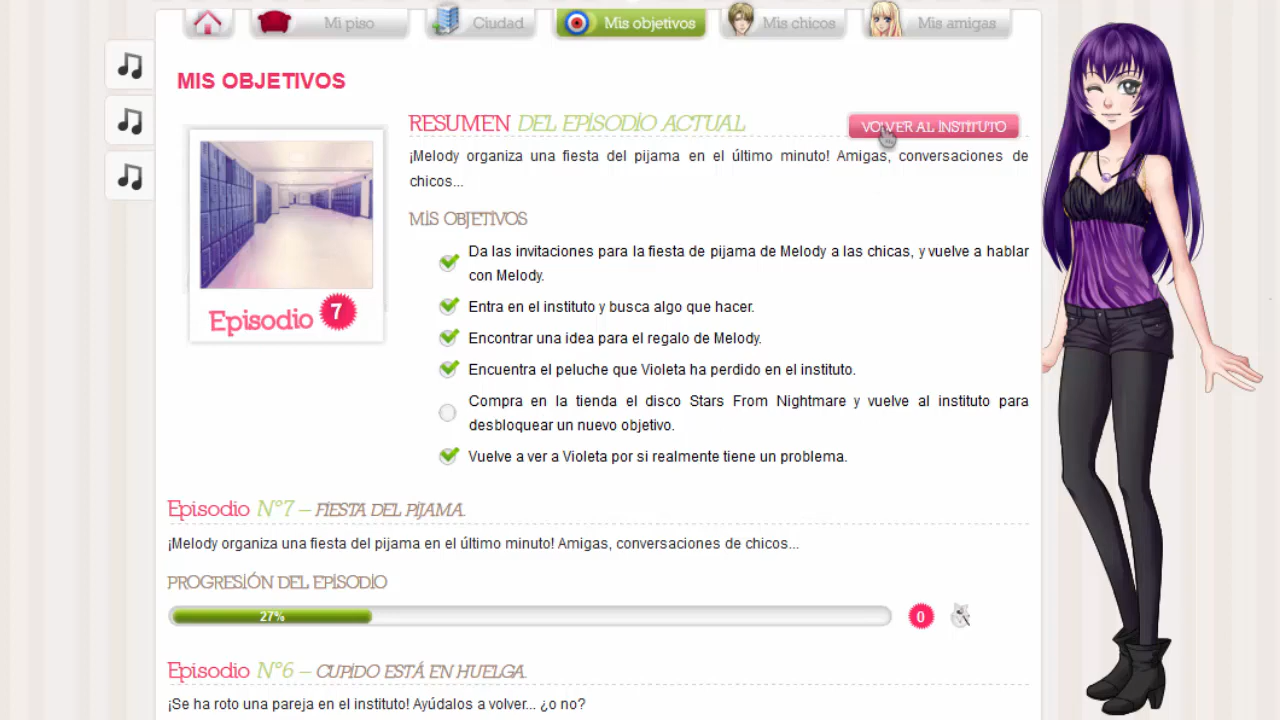 Mi piso Ciudad Mis objetivos Mis chicos Mis amigas
MIS OBJETIVOS
RESUMEN DEL EPISODIO ACTUAL
VOLVER AL INSTITUTO
¡Melody organiza una fiesta del pijama en el último minuto! Amigas, conversaciones de
chicos...
MIS OBJETIVOS
Da las invitaciones para la fiesta de pijama de Melody a las chicas, y vuelve a hablar
con Melody.
Entra en el instituto y busca algo que hacer.
Encontrar una idea para el regalo de Melody.
Encuentra el peluche que Violeta ha perdido en el instituto.
Compra en la tienda el disco Stars From Nightmare y vuelve al instituto para
desbloquear un nuevo objetivo.
Vuelve a ver a Violeta por si realmente tiene un problema.
Episodio 7
Episodio N°7 – FIESTA DEL PIJAMA.
¡Melody organiza una fiesta del pijama en el último minuto! Amigas, conversaciones de chicos...
PROGRESIÓN DEL EPISODIO
27% 0
Episodio N°6 – CUPIDO ESTÁ EN HUELGA.
¡Se ha roto una pareja en el instituto! Ayúdalos a volver... ¿o no?